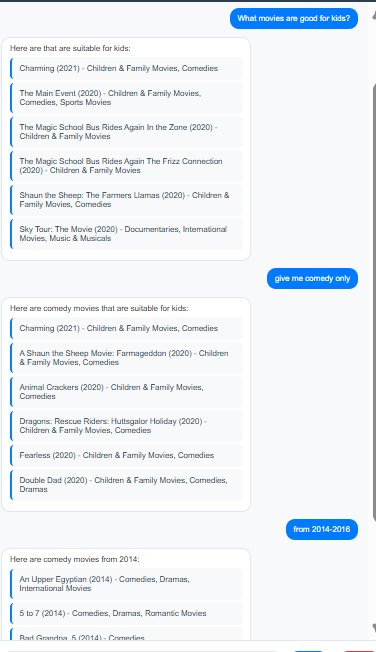 What movies are good for kids?
Here are that are suitable for kids:
Charming (2021) - Children & Family Movies, Comedies
The Main Event (2020) - Children & Family Movies,
Comedies, Sports Movies
The Magic School Bus Rides Again In the Zone (2020) -
Children & Family Movies
The Magic School Bus Rides Again The Frizz Connection
(2020) - Children & Family Movies
Shaun the Sheep: The Farmers Llamas (2020) - Children &
Family Movies, Comedies
Sky Tour: The Movie (2020) - Documentaries, International
Movies, Music & Musicals
give me comedy only
Here are comedy movies that are suitable for kids:
Charming (2021) - Children & Family Movies, Comedies
A Shaun the Sheep Movie: Farmageddon (2020) - Children
& Family Movies, Comedies
Animal Crackers (2020) - Children & Family Movies,
Comedies
Dragons: Rescue Riders: Huttsgalor Holiday (2020) -
Children & Family Movies, Comedies
Fearless (2020) - Children & Family Movies, Comedies
Double Dad (2020) - Children & Family Movies, Comedies,
Dramas
from 2014-2016
Here are comedy movies from 2014:
An Upper Egyptian (2014) - Comedies, Dramas,
International Movies
5 to 7 (2014) - Comedies, Dramas, Romantic Movies
Bad Grandpa .5 (2014) - Comedies